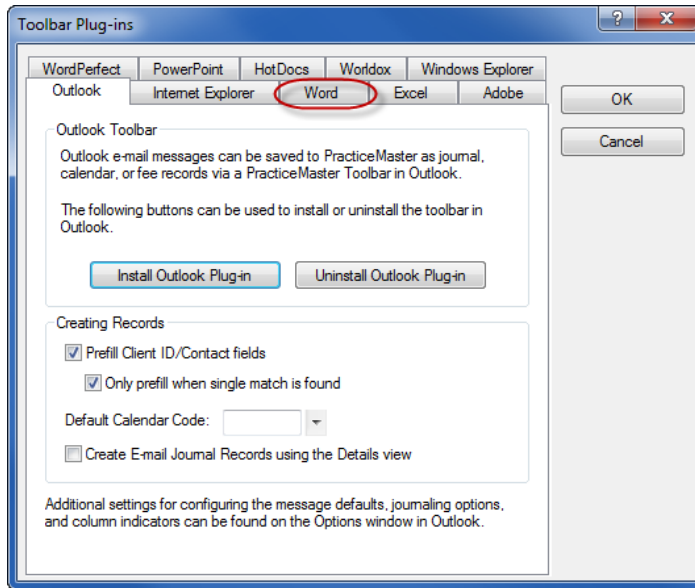 Toolbar Plug-ins
WordPerfect PowerPoint HotDocs Worldox Windows Explorer
Outlook Internet Explorer Word Excel Adobe
OK
Cancel
Outlook Toolbar
Outlook e-mail messages can be saved to PracticeMaster as journal,
calendar, or fee records via a PracticeMaster Toolbar in Outlook.
The following buttons can be used to install or uninstall the toolbar in
Outlook.
Install Outlook Plug-in Uninstall Outlook Plug-in
Creating Records
Prefill Client ID/Contact fields
Only prefill when single match is found
Default Calendar Code:
Create E-mail Journal Records using the Details view
Additional settings for configuring the message defaults, journaling options,
and column indicators can be found on the Options window in Outlook.